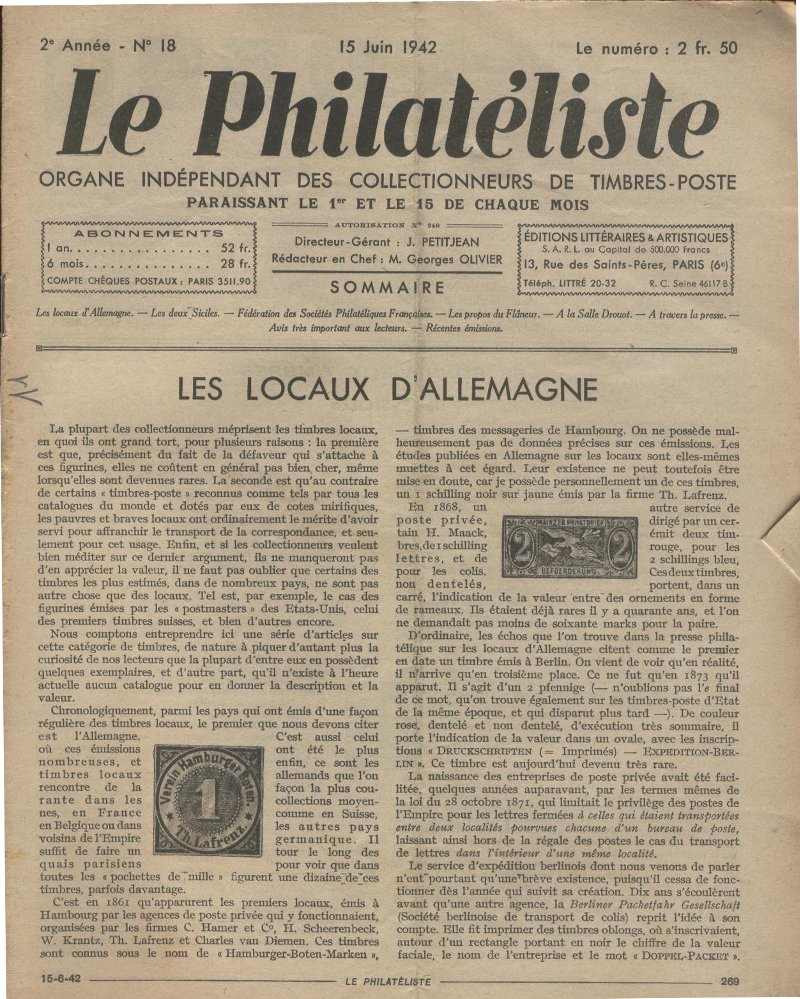 2e Année - N° 18
15 Juin 1942
Le numéro : 2 fr. 50
Le Philatéliste
ORGANE INDÉPENDANT DES COLLECTIONNEURS DE TIMBRES-POSTE
PARAISSANT LE 1er ET LE 15 DE CHAQUE MOIS
ABONNEMENTS
1 an. . . . . . . . . . . . . . . . 52 fr.
6 mois. . . . . . . . . . . . . . . 28 fr.
COMPTE CHÈQUES POSTAUX : PARIS 3511.90
AUTORISATION N° 248
Directeur-Gérant : J. PETITJEAN
Rédacteur en Chef : M. Georges OLIVIER
SOMMAIRE
ÉDITIONS LITTÉRAIRES & ARTISTIQUES
S. A. R. L. au Capital de 500.000 Francs
13, Rue des Saints-Pères, PARIS (6e)
Téléph. LITTRÉ 20-32 R. C. Seine 46117 B
Les locaux d'Allemagne. — Les deux Siciles. — Fédération des Sociétés Philatéliques Françaises. — Les propos du Flâneur. — A la Salle Drouot. — A travers la presse. —
Avis très important aux lecteurs. — Récentes émissions.
LES LOCAUX D'ALLEMAGNE
La plupart des collectionneurs méprisent les timbres locaux,
en quoi ils ont grand tort, pour plusieurs raisons : la première
est que, précisément du fait de la défaveur qui s'attache à
ces figurines, elles ne coûtent en général pas bien cher, même
lorsqu'elles sont devenues rares. La seconde est qu'au contraire
de certains « timbres-poste » reconnus comme tels par tous les
catalogues du monde et dotés par eux de cotes mirifiques,
les pauvres et braves locaux ont ordinairement le mérite d'avoir
servi pour affranchir le transport de la correspondance, et seu-
lement pour cet usage. Enfin, et si les collectionneurs veulent
bien méditer sur ce dernier argument, ils ne manqueront pas
d'en apprécier la valeur, il ne faut pas oublier que certains des
timbres les plus estimés, dans de nombreux pays, ne sont pas
autre chose que des locaux. Tel est, par exemple, le cas des
figurines émises par les « postmasters » des Etats-Unis, celui
des premiers timbres suisses, et bien d'autres encore.
Nous comptons entreprendre ici une série d'articles sur
cette catégorie de timbres, de nature à piquer d'autant plus la
curiosité de nos lecteurs que la plupart d'entre eux en possèdent
quelques exemplaires, et d'autre part, qu'il n'existe à l'heure
actuelle aucun catalogue pour en donner la description et la
valeur.
Chronologiquement, parmi les pays qui ont émis d'une façon
régulière des timbres locaux, le premier que nous devons citer
est l'Allemagne. C'est aussi celui
où ces émissions ont été le plus
nombreuses, et enfin, ce sont les
timbres locaux allemands que l'on
rencontre de la façon la plus cou-
rante dans les collections moyen-
nes, en France comme en Suisse,
en Belgique ou dans les autres pays
voisins de l'Empire germanique. Il
suffit de faire un tour le long des
quais parisiens pour voir que dans
toutes les « pochettes de mille » figurent une dizaine de ces
timbres, parfois davantage.
Verein Hamburger Boten.
1
Th. Lafrenz.
C'est en 1861 qu'apparurent les premiers locaux, émis à
Hambourg par les agences de poste privé qui y fonctionnaient,
organisées par les firmes C. Hamer et C°, H. Scheerenbeck,
W. Krantz, Th. Lafrenz et Charles van Diemen. Ces timbres
sont connus sous le nom de « Hamburger-Boten-Marken »,
— timbres des messageries de Hambourg. On ne possède mal-
heureusement pas de données précises sur ces émissions. Les
études publiées en Allemagne sur les locaux sont elles-mêmes
muettes à cet égard. Leur existence ne peut toutefois être
mise en doute, car je possède personnellement un de ces timbres,
un 1 schilling noir sur jaune émis par la firme Th. Lafrenz.
En 1868, un autre service de
poste privée, dirigé par un cer-
tain H. Maack, émit deux tim-
bres, de 1 schilling rouge, pour les
lettres, et de 2 schillings bleu,
pour les colis. Ces deux timbres,
non dentelés, portent, dans un
carré, l'indication de la valeur entre des ornements en forme
de rameaux. Ils étaient déjà rares il y a quarante ans, et l'on
ne demandait pas moins de soixante marks pour la paire.
MAINZER PRIVATBRIEF
2 2
BEFÖRDERUNG.
D'ordinaire, les échos que l'on trouve dans la presse phila-
télique sur les locaux d'Allemagne citent comme le premier
en date un timbre émis à Berlin. On vient de voir qu'en réalité,
il n'arrive qu'en troisième place. Ce ne fut qu'en 1873 qu'il
apparut. Il s'agit d'un 2 pfennige (— n'oublions pas l'e final
de ce mot, qu'on trouve également sur les timbres-poste d'Etat
de la même époque, et qui disparut plus tard —). De couleur
rose, dentelé et non dentelé, d'exécution très sommaire, il
porte l'indication de la valeur dans un ovale, avec les inscrip-
tions « DRUCKSCHRIFTEN (= Imprimés) — EXPEDITION-BER-
LIN ». Ce timbre est aujourd'hui devenu très rare.
La naissance des entreprises de poste privée avait été faci-
litée, quelques années auparavant, par les termes mêmes de
la loi du 28 octobre 1871, qui limitait le privilège des postes de
l'Empire pour les lettres fermées à celles qui étaient transportées
entre deux localités pourvues chacune d'un bureau de poste,
laissant ainsi hors de la régale des postes le cas du transport
de lettres dans l'intérieur d'une même localité.
Le service d'expédition berlinois dont nous venons de parler
n'eut pourtant qu'une brève existence, puisqu'il cessa de fonc-
tionner dès l'année qui suivit sa création. Dix ans s'écoulèrent
avant qu'une autre agence, la Berliner Packetfahr Gesellschaft
(Société berlinoise de transport de colis) reprit l'idée à son
compte. Elle fit imprimer des timbres oblongs, où s'inscrivaient,
autour d'un rectangle portant en noir le chiffre de la valeur
faciale, le nom de l'entreprise et le mot « DOPPEL-PACKET ».
15-6-42
LE PHILATÉLISTE
269